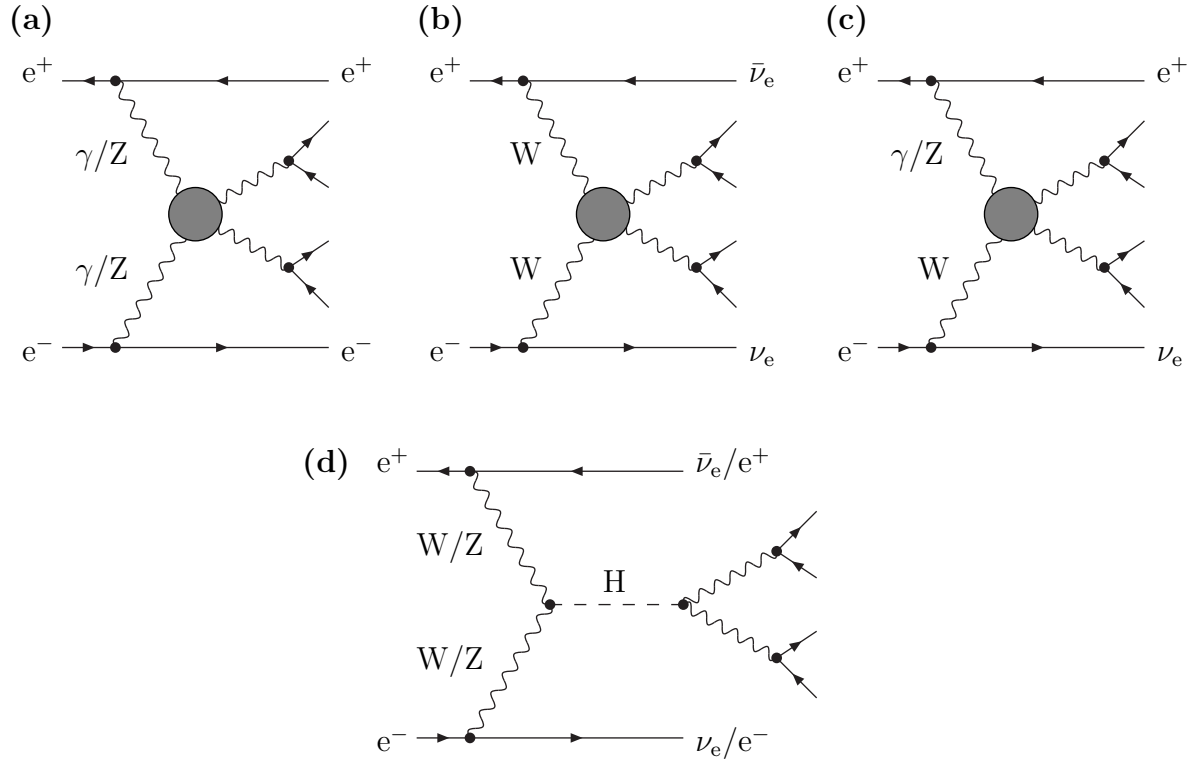 (a)
e⁺ e⁺
γ/Z
γ/Z
e⁻ e⁻
(b)
e⁺ ν̄ₑ
W
W
e⁻ νₑ
(c)
e⁺ e⁺
γ/Z
W
e⁻ νₑ
(d)
e⁺ ν̄ₑ/e⁺
W/Z
H
W/Z
e⁻ νₑ/e⁻